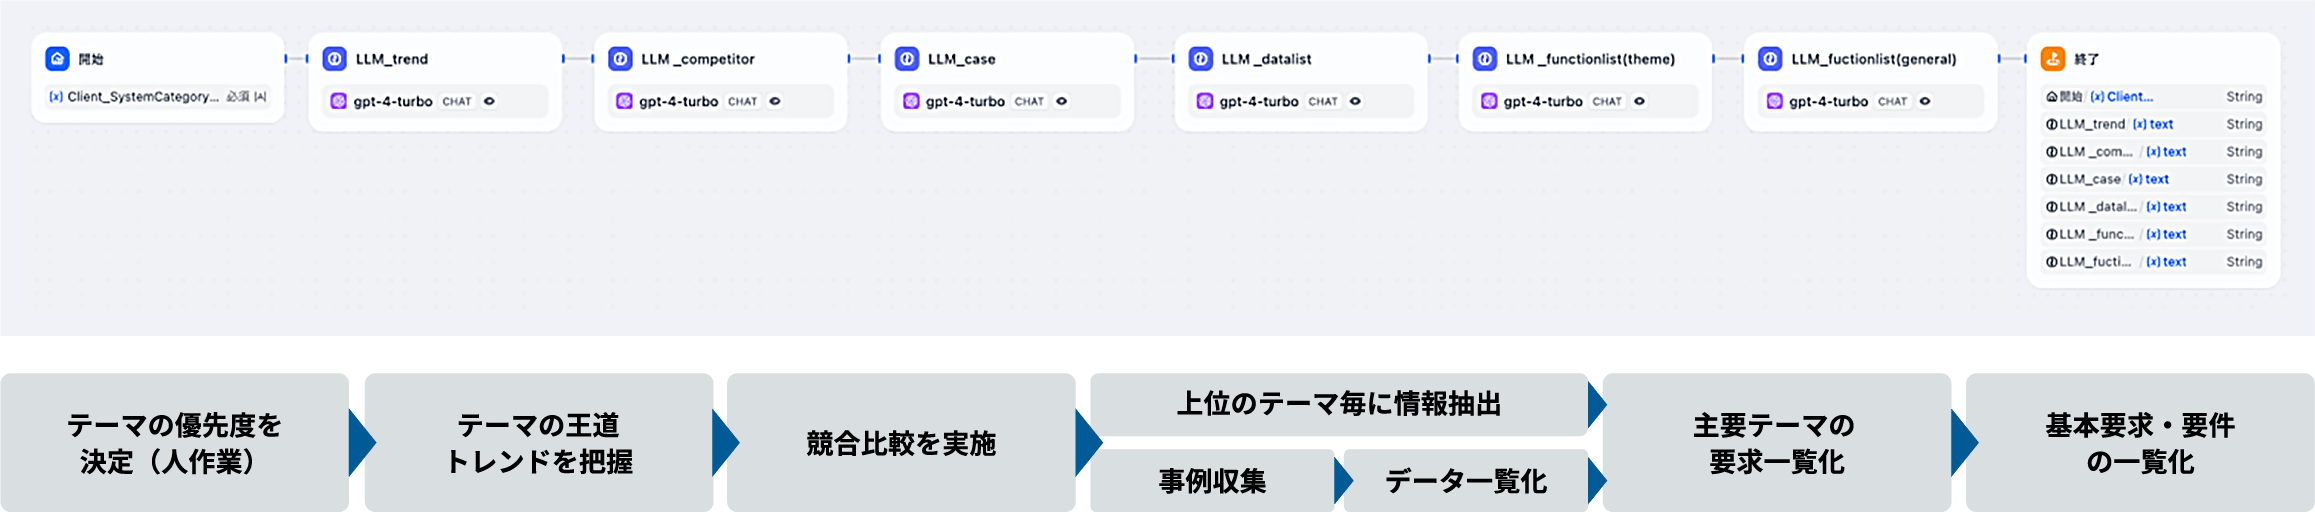 開始
Client_SystemCategory... 必須
LLM_trend
gpt-4-turbo CHAT
LLM _competitor
gpt-4-turbo CHAT
LLM_case
gpt-4-turbo CHAT
LLM _datalist
gpt-4-turbo CHAT
LLM _functionlist(theme)
gpt-4-turbo CHAT
LLM_fuctionlist(general)
gpt-4-turbo CHAT
終了
開始 / {x} Client... String
LLM_trend / {x} text String
LLM _com... / {x} text String
LLM_case / {x} text String
LLM _datal... / {x} text String
LLM _func... / {x} text String
LLM_fucti... / {x} text String
テーマの優先度を
決定（人作業）
テーマの王道
トレンドを把握
競合比較を実施
上位のテーマ毎に情報抽出
事例収集
データ一覧化
主要テーマの
要求一覧化
基本要求・要件
の一覧化